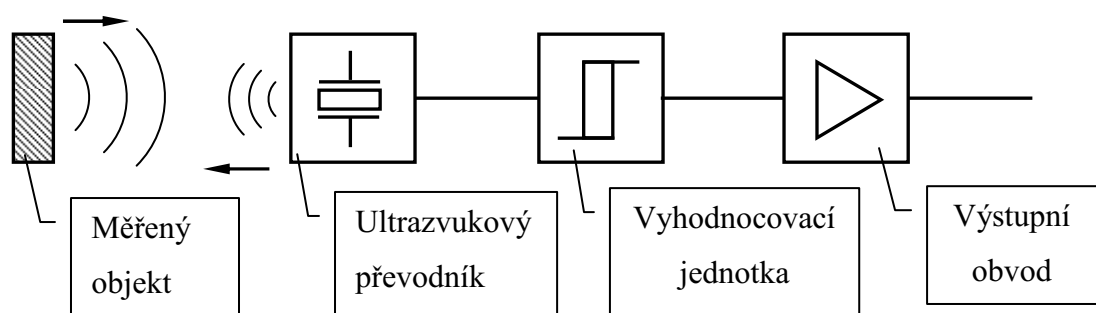 Měřený
objekt
Ultrazvukový
převodník
Vyhodnocovací
jednotka
Výstupní
obvod